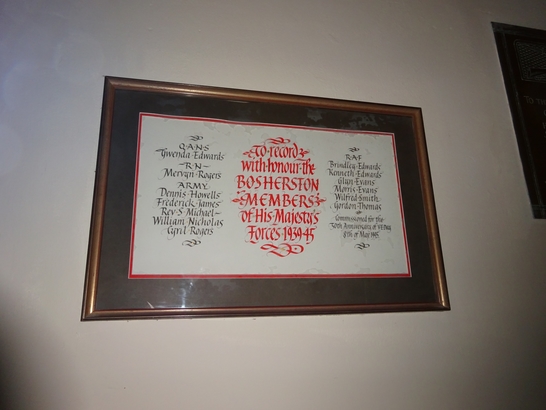 Q·A·N·S
Gwenda·Edwards
R·N
Mervyn·Rogers
ARMY
Dennis·Howells
Frederick·James
Rev·S·Michael
William·Nicholas
Cyril Rogers
To·record
with·honour·the
BOSHERSTON
MEMBERS
of His·Majesty's
Forces 1939·45
R·A·F
Brindley·Edwards
Kenneth·Edwards
Glyn·Evans
Morris·Evans
Wilfred·Smith
Gordon·Thomas
Commissioned for the
50th Anniversary of VE Day
8th of May 1995